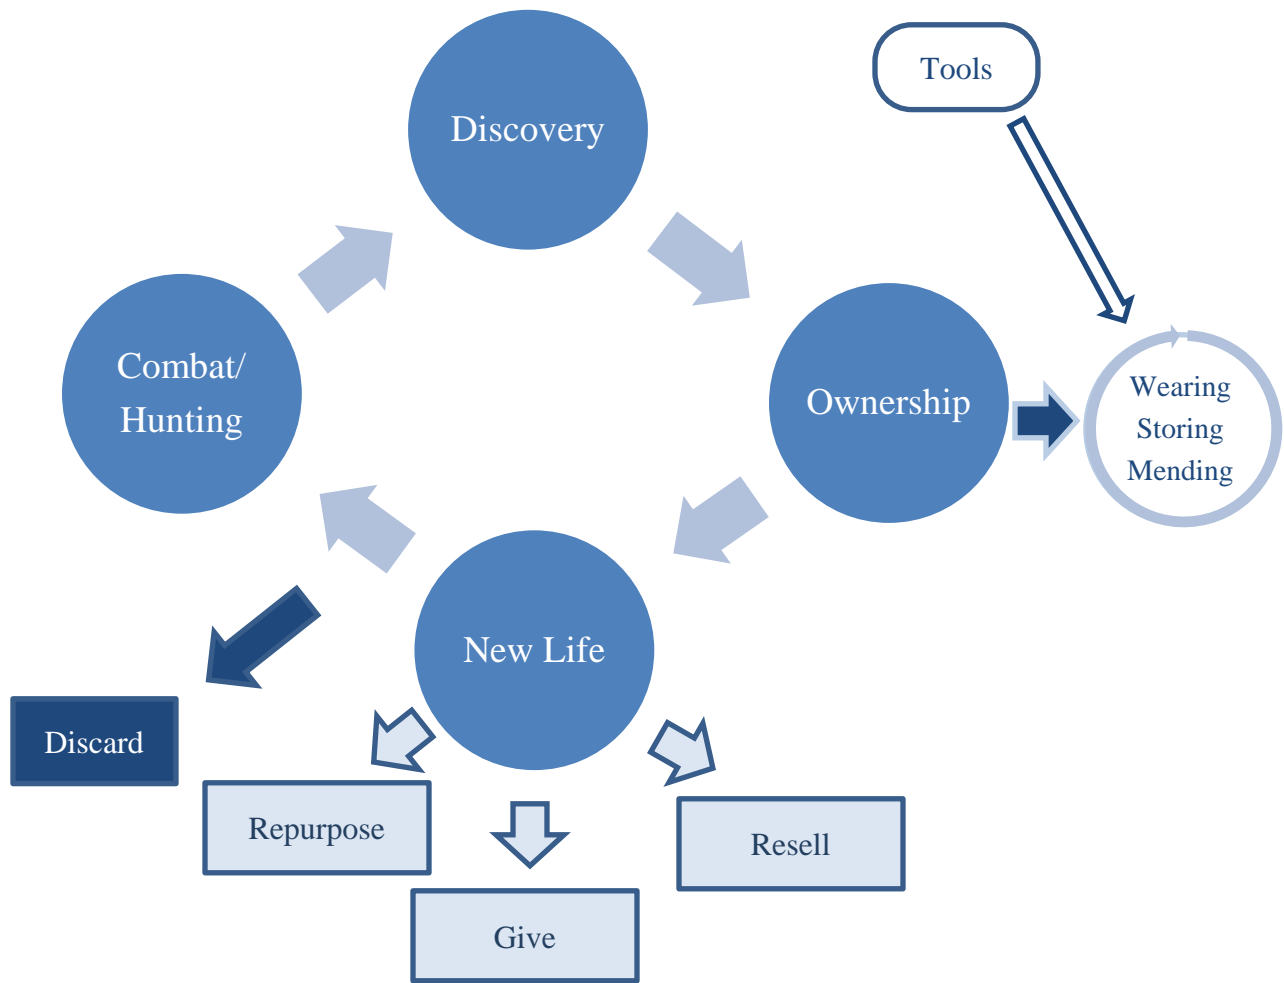 Tools
Discovery
Combat/
Hunting
Ownership
Wearing
Storing
Mending
New Life
Discard
Repurpose
Resell
Give